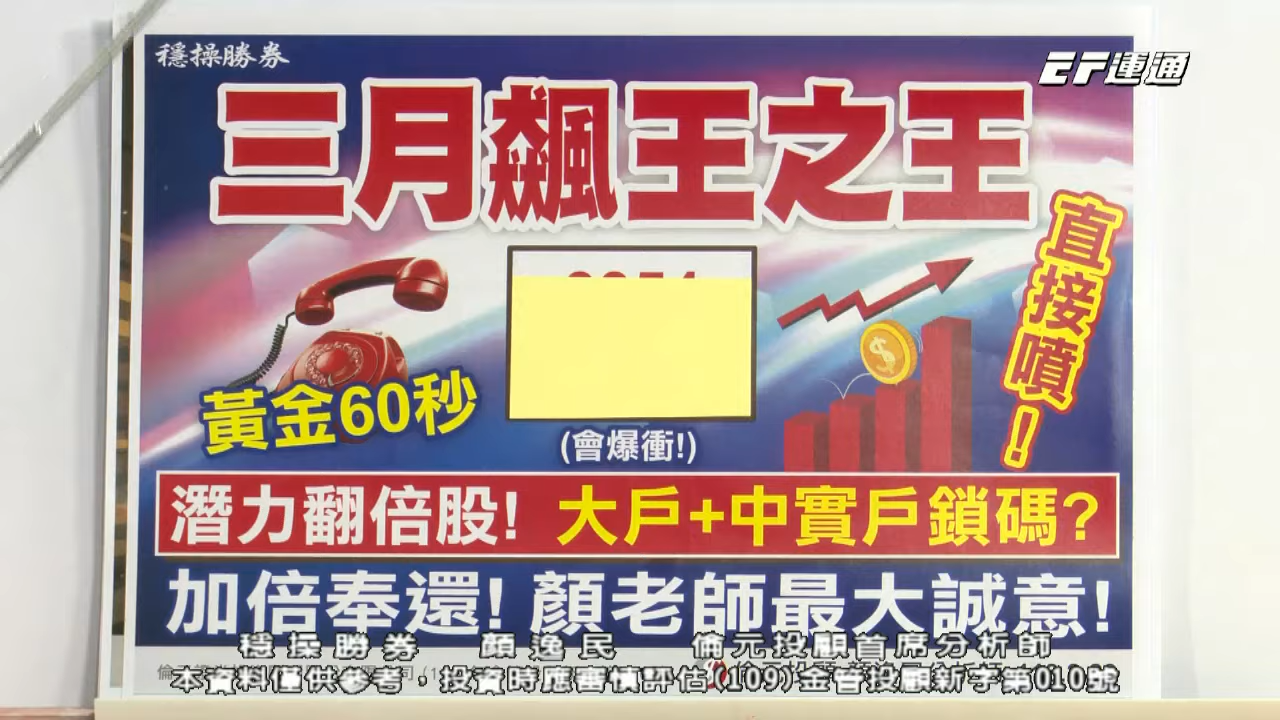 穩操勝券
EF運通
三月飆王之王
直接噴!
黃金60秒
(會爆衝!)
潛力翻倍股! 大戶+中實戶鎖碼?
加倍奉還! 顏老師最大誠意!
穩操勝券 顏逸民 倫元投顧首席分析師
本資料僅供參考，投資時應審慎評估(109)金管投顧新字第010號